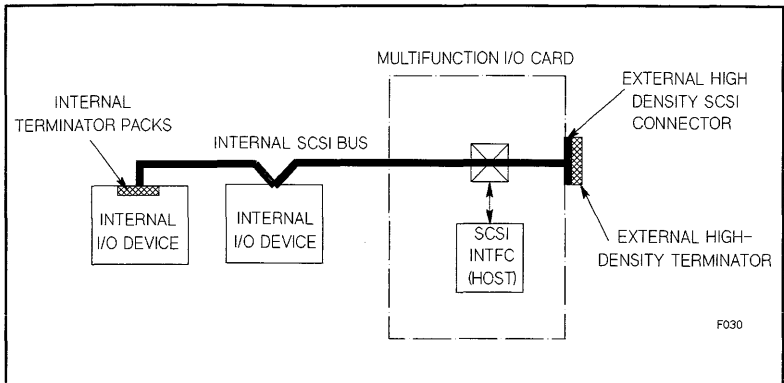 MULTIFUNCTION I/O CARD
INTERNAL
TERMINATOR PACKS
INTERNAL SCSI BUS
EXTERNAL HIGH
DENSITY SCSI
CONNECTOR
INTERNAL
I/O DEVICE
INTERNAL
I/O DEVICE
SCSI
INTFC
(HOST)
EXTERNAL HIGH-
DENSITY TERMINATOR
F030